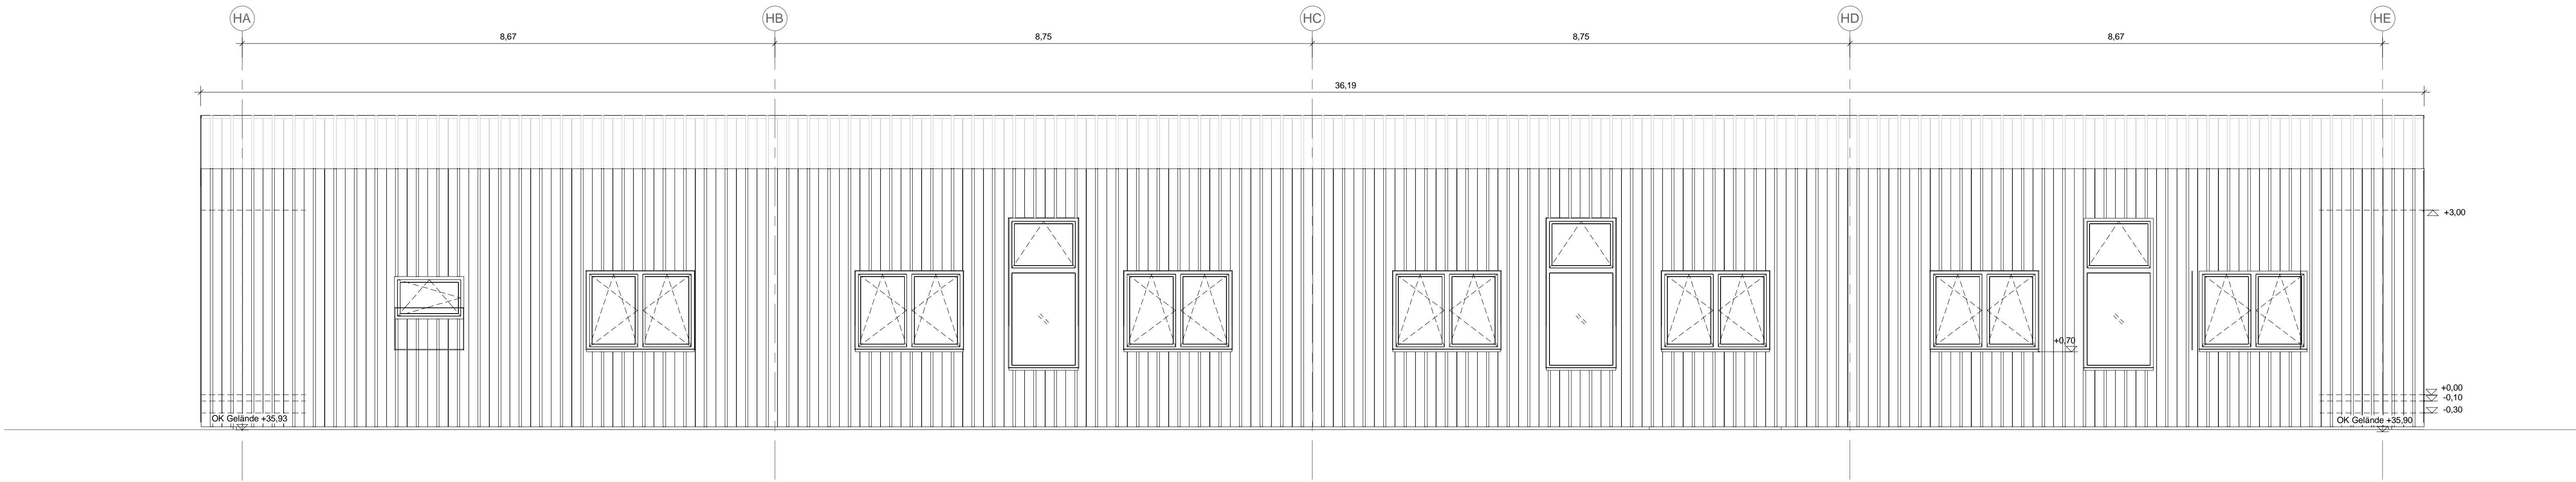 HA HB HC HD HE
8,67 8,75 8,75 8,67
36,19
+3,00
+0,70
+0,00
-0,10
-0,30
OK Gelände +35,93 OK Gelände +35,90